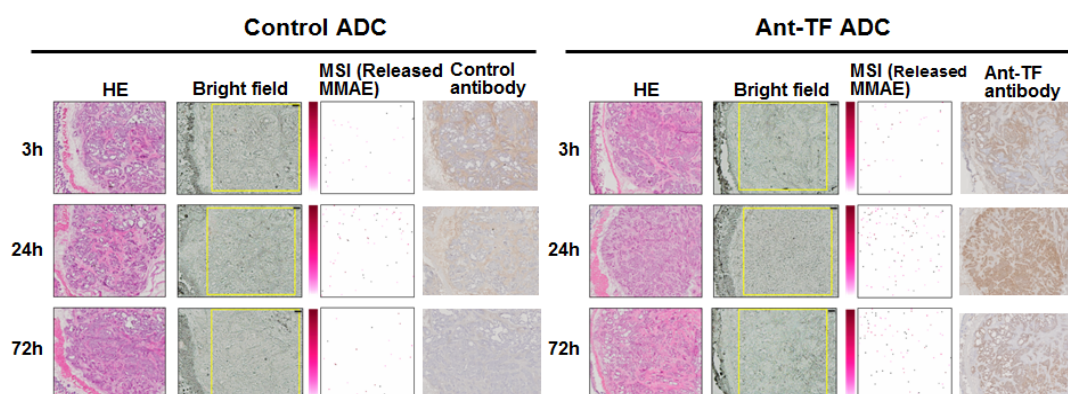 Control ADC
Ant-TF ADC
HE
Bright field
MSI (Released
MMAE)
Control
antibody
HE
Bright field
MSI (Released
MMAE)
Ant-TF
antibody
3h
3h
24h
24h
72h
72h